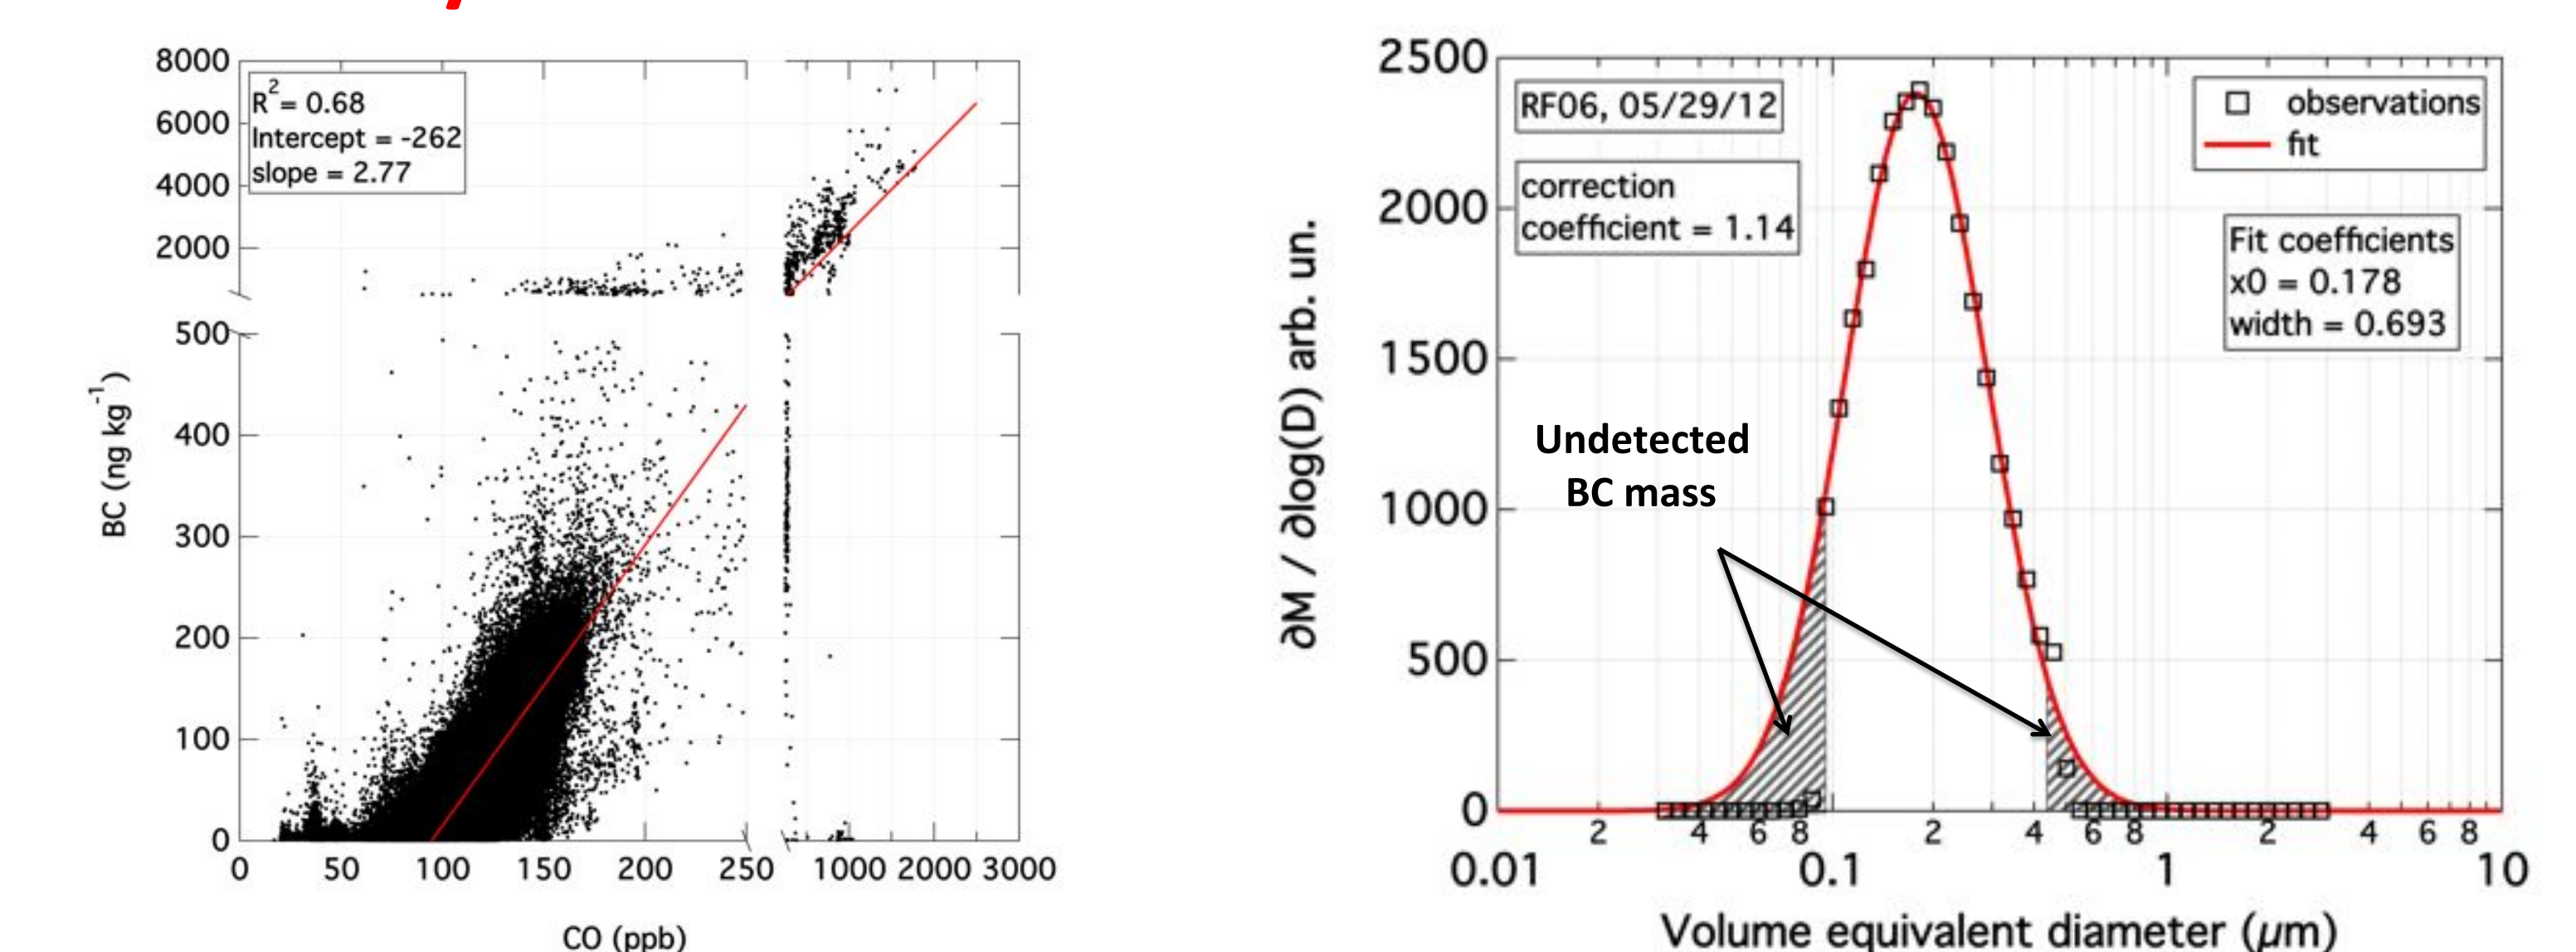 8000
6000
4000
2000
500
400
300
200
100
0
R2= 0.68
Intercept = -262
slope = 2.77
BC (ng kg-1)
0 50 100 150 200 250 1000 2000 3000
CO (ppb)
2500
2000
1500
1000
500
0
RF06, 05/29/12
correction
coefficient = 1.14
observations
fit
Fit coefficients
x0 = 0.178
width = 0.693
Undetected
BC mass
∂M / ∂log(D) arb. un.
2 4 6 8 2 4 6 8 2 4 6 8
0.01 0.1 1 10
Volume equivalent diameter (μm)